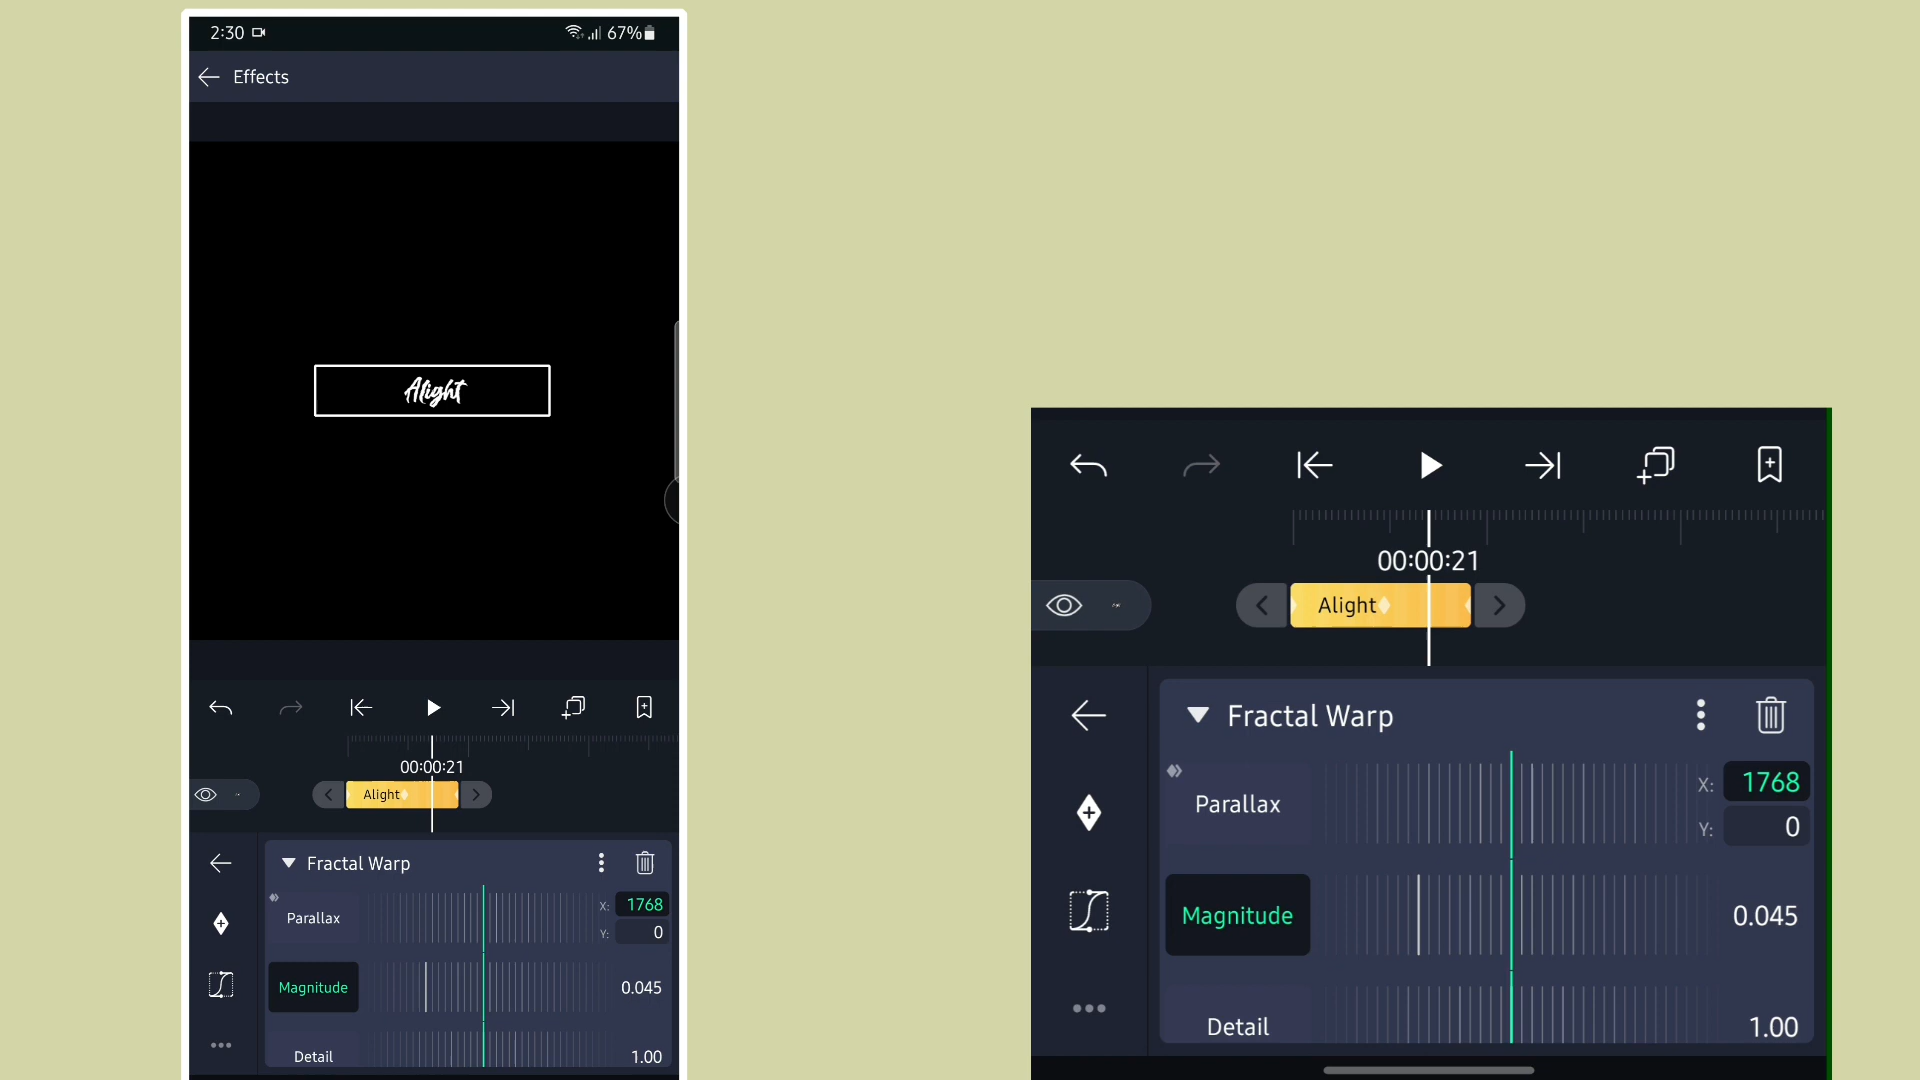 2:30
67%
Effects
Alight
00:00:21
Alight
Fractal Warp
Parallax
X: 1768
Y: 0
Magnitude 0.045
Detail 1.00
00:00:21
Alight
Fractal Warp
Parallax
X: 1768
Y: 0
Magnitude 0.045
Detail 1.00